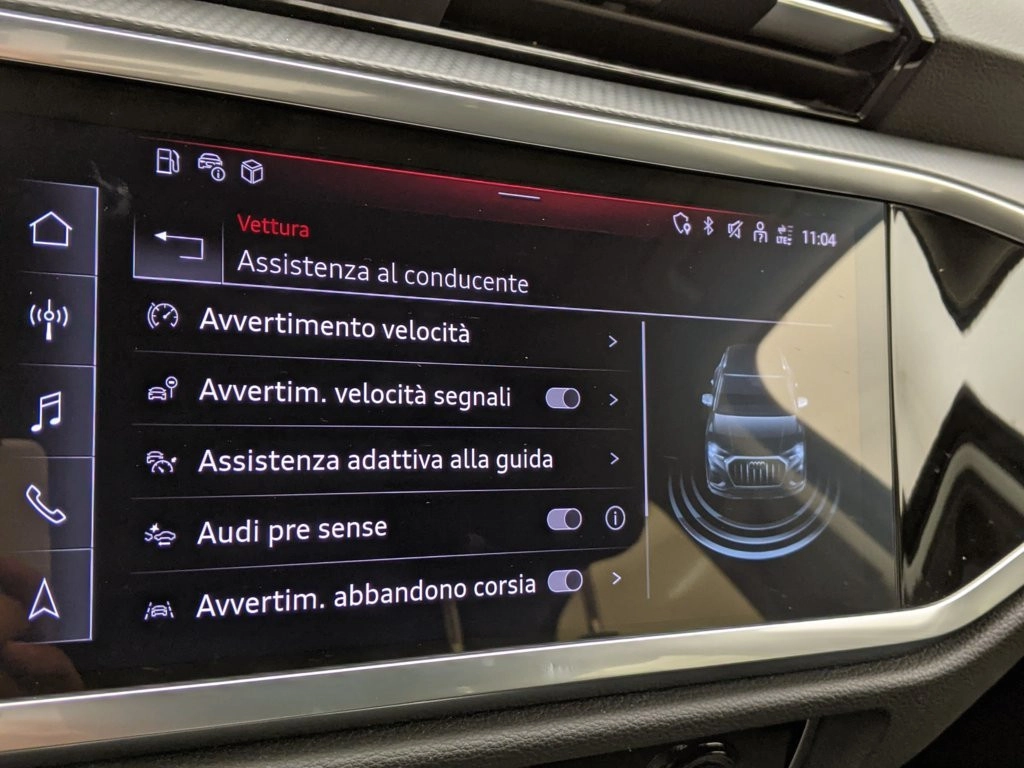 Vettura
11:04
Assistenza al conducente
Avvertimento velocità
Avvertim. velocità segnali
Assistenza adattiva alla guida
Audi pre sense
Avvertim. abbandono corsia